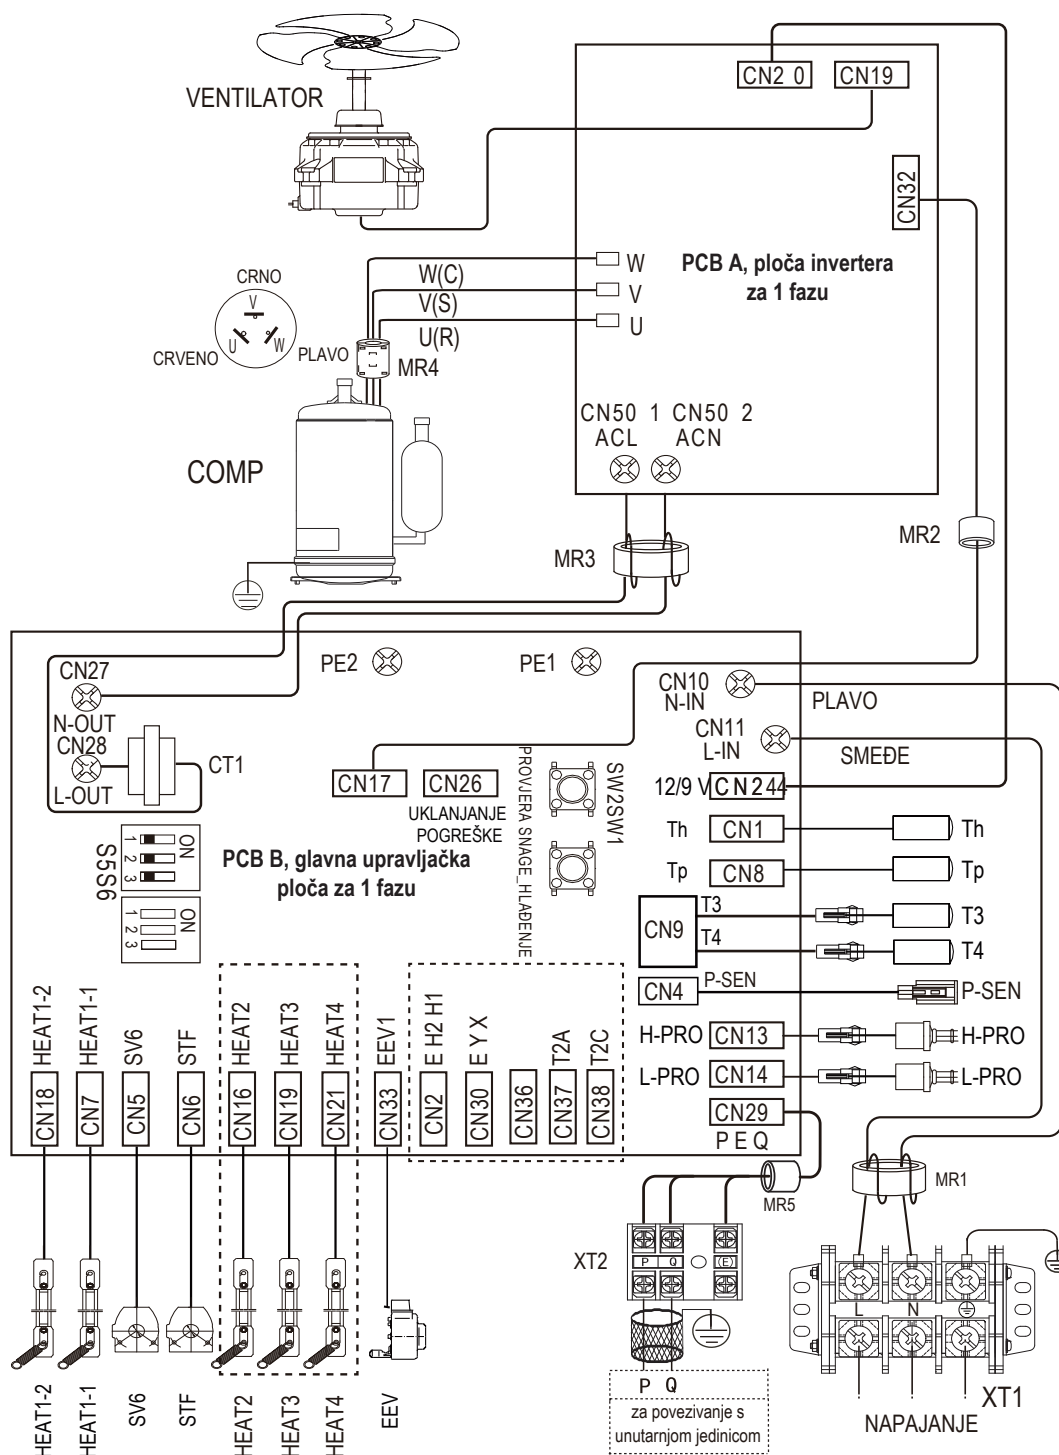 CN2 0
CN19
VENTILATOR
CN32
W
V
U
PCB A, ploča invertera
za 1 fazu
W(C)
V(S)
U(R)
CRNO
V
U
W
CRVENO
PLAVO
MR4
CN50 1
CN50 2
ACL
ACN
COMP
MR2
MR3
CN27
N-OUT
CN28
L-OUT
CT1
PE2
PE1
CN10
N-IN
PLAVO
CN11
L-IN
SMEĐE
CN17
CN26
UKLANJANJE
POGREŠKE
PROVJERA SNAGE_HLAĐENJE
SW2SW1
12/9 V
CN244
Th
CN1
Th
Tp
CN8
Tp
CN9
T3
T4
T3
T4
CN4
P-SEN
P-SEN
H-PRO
CN13
H-PRO
L-PRO
CN14
L-PRO
CN29
P E Q
S5S6
ON
1
2
3
ON
1
2
3
PCB B, glavna upravljačka
ploča za 1 fazu
HEAT1-2
HEAT1-1
SV6
STF
HEAT2
HEAT3
HEAT4
EEV1
E H2 H1
E Y X
T2A
T2C
CN18
CN7
CN5
CN6
CN16
CN19
CN21
CN33
CN2
CN30
CN36
CN37
CN38
MR5
MR1
XT2
P
Q
(E)
L
N
P
Q
za povezivanje s
unutarnjom jedinicom
XT1
NAPAJANJE
HEAT1-2
HEAT1-1
SV6
STF
HEAT2
HEAT3
HEAT4
EEV